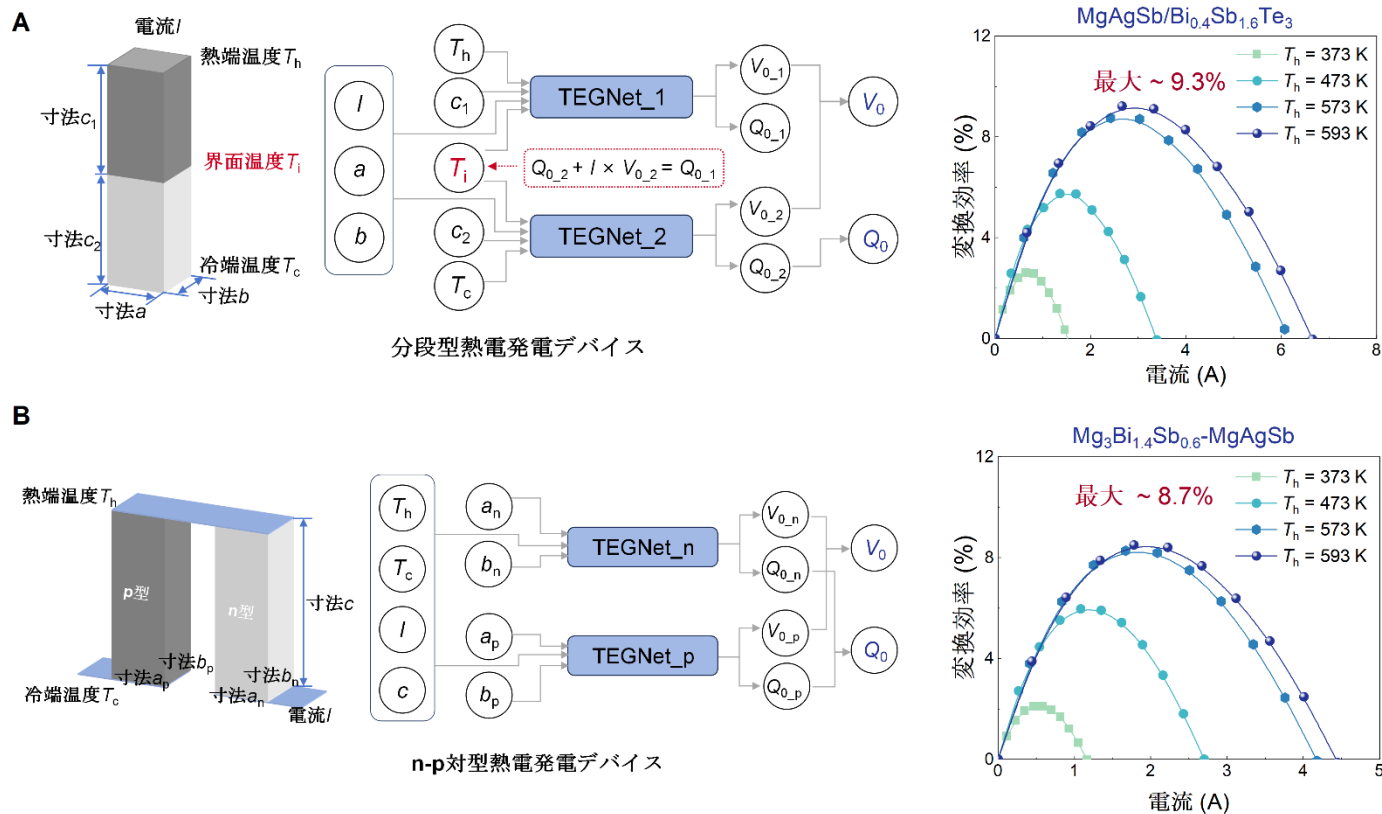 A
電流I
熱端温度Th
寸法c1
界面温度Ti
寸法c2
冷端温度Tc
寸法b
寸法a
I
a
b
Th
c1
Ti
c2
Tc
TEGNet_1
Q0_2 + I × V0_2 = Q0_1
TEGNet_2
V0_1
Q0_1
V0_2
Q0_2
V0
Q0
分段型熱電発電デバイス
MgAgSb/Bi0.4Sb1.6Te3
最大 ~ 9.3%
Th = 373 K
Th = 473 K
Th = 573 K
Th = 593 K
変換効率 (%)
12
8
4
0
0 2 4 6 8
電流 (A)
B
熱端温度Th
p型
n型
寸法c
寸法bp
寸法ap
寸法bn
寸法an
冷端温度Tc
電流I
Th
Tc
I
c
an
bn
ap
bp
TEGNet_n
TEGNet_p
V0_n
Q0_n
V0_p
Q0_p
V0
Q0
n-p対型熱電発電デバイス
Mg3Bi1.4Sb0.6-MgAgSb
最大 ~ 8.7%
Th = 373 K
Th = 473 K
Th = 573 K
Th = 593 K
変換効率 (%)
12
8
4
0
0 1 2 3 4 5
電流 (A)